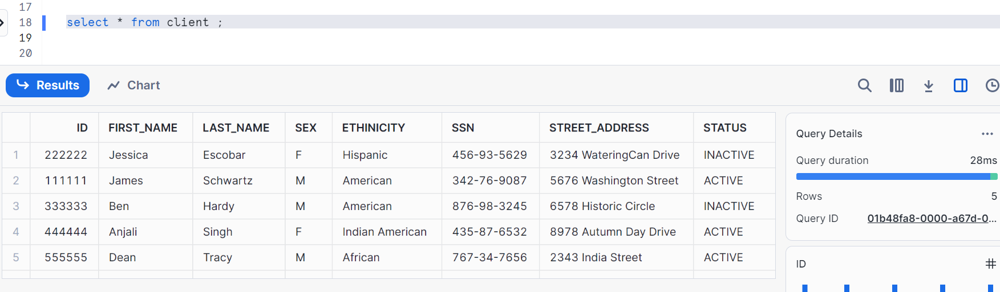 17
18 select * from client ;
19
20
Results Chart
ID FIRST_NAME LAST_NAME SEX ETHINICITY SSN STREET_ADDRESS STATUS
1 222222 Jessica Escobar F Hispanic 456-93-5629 3234 WateringCan Drive INACTIVE
2 111111 James Schwartz M American 342-76-9087 5676 Washington Street ACTIVE
3 333333 Ben Hardy M American 876-98-3245 6578 Historic Circle INACTIVE
4 444444 Anjali Singh F Indian American 435-87-6532 8978 Autumn Day Drive ACTIVE
5 555555 Dean Tracy M African 767-34-7656 2343 India Street ACTIVE
Query Details ...
Query duration 28ms
Rows 5
Query ID 01b48fa8-0000-a67d-0...
ID #